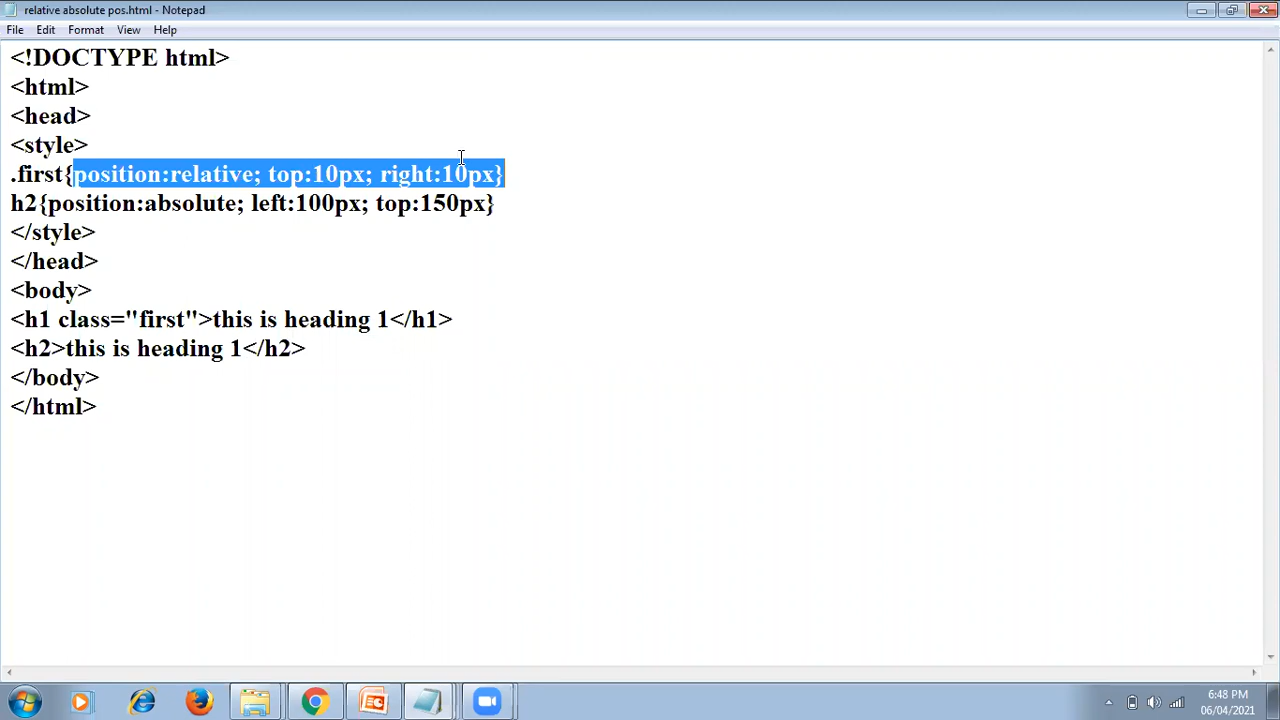 relative absolute pos.html - Notepad
File Edit Format View Help
<!DOCTYPE html>
<html>
<head>
<style>
.first{position:relative; top:10px; right:10px}
h2{position:absolute; left:100px; top:150px}
</style>
</head>
<body>
<h1 class="first">this is heading 1</h1>
<h2>this is heading 1</h2>
</body>
</html>
6:48 PM
06/04/2021